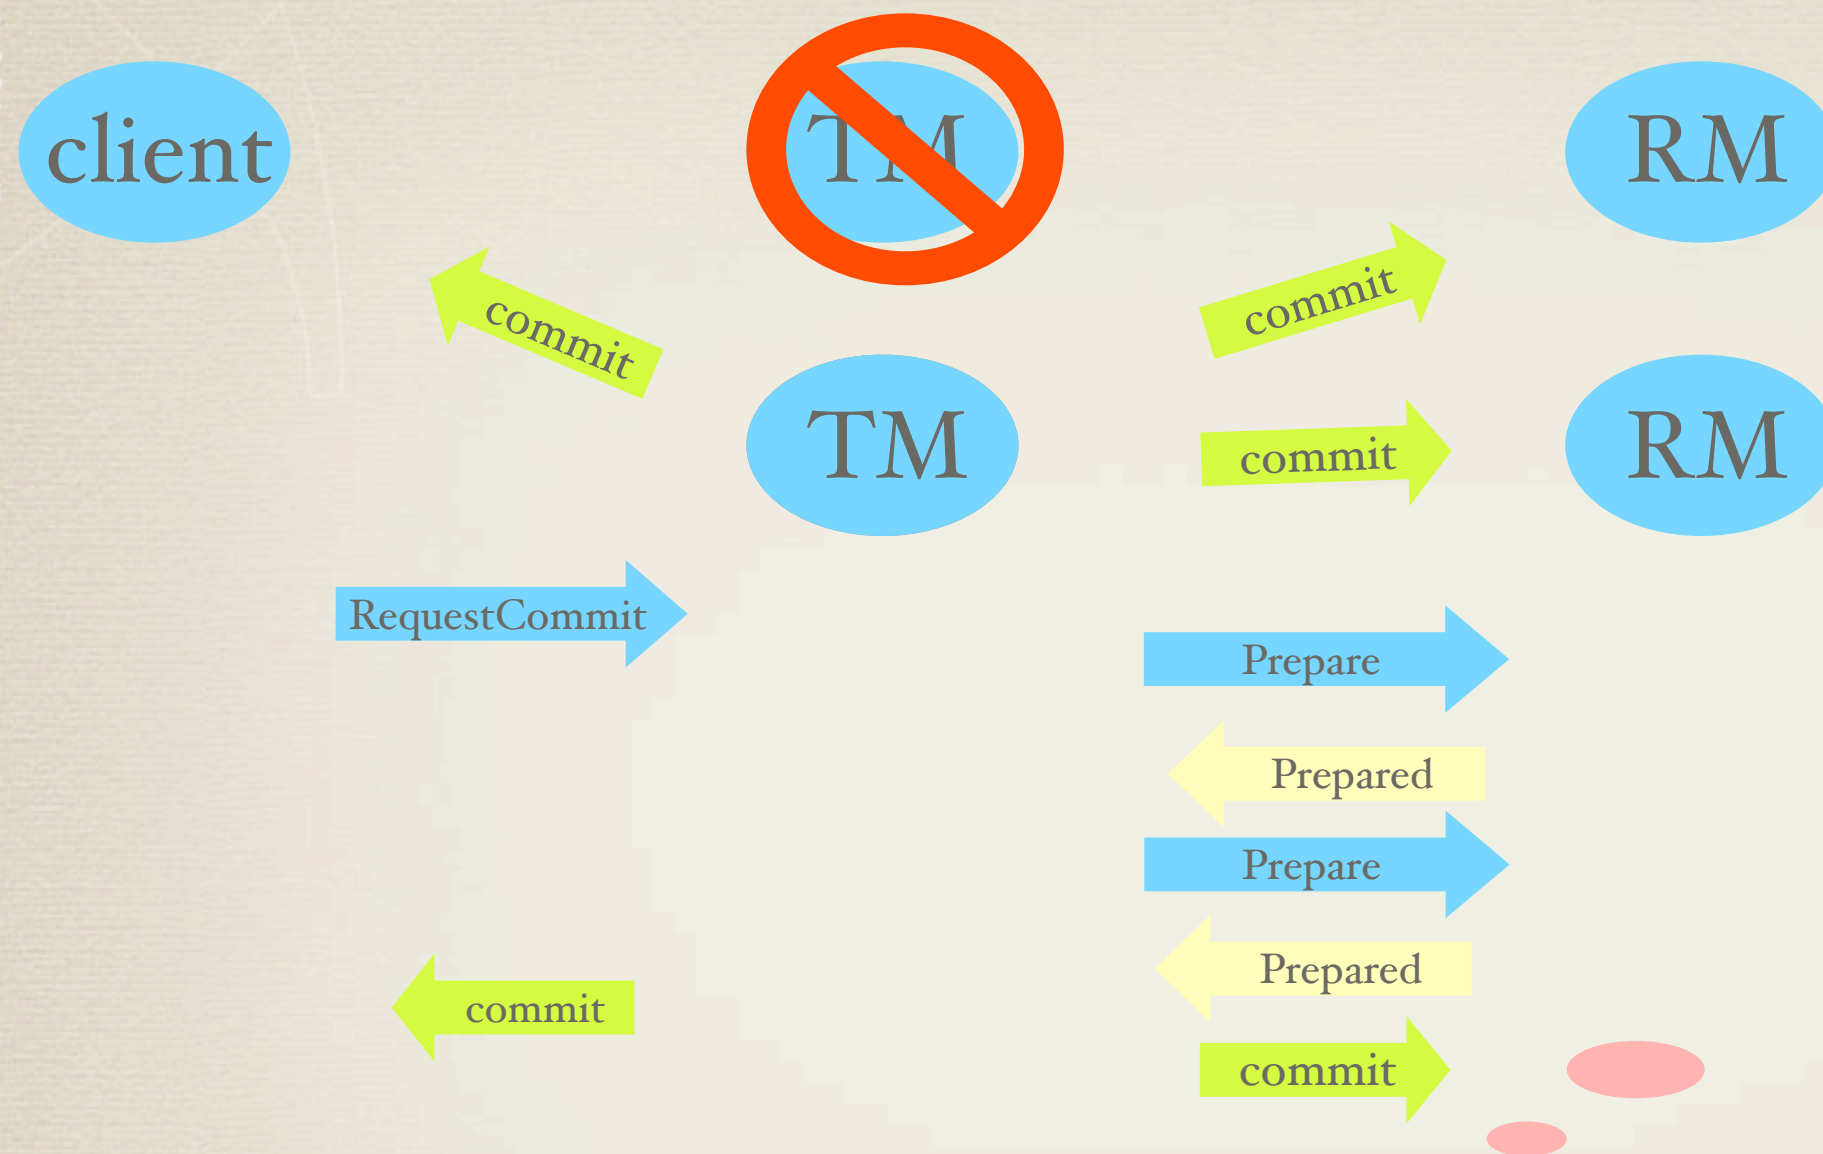 client
TM
RM
commit
commit
TM
commit
RM
RequestCommit
Prepare
Prepared
Prepare
Prepared
commit
commit